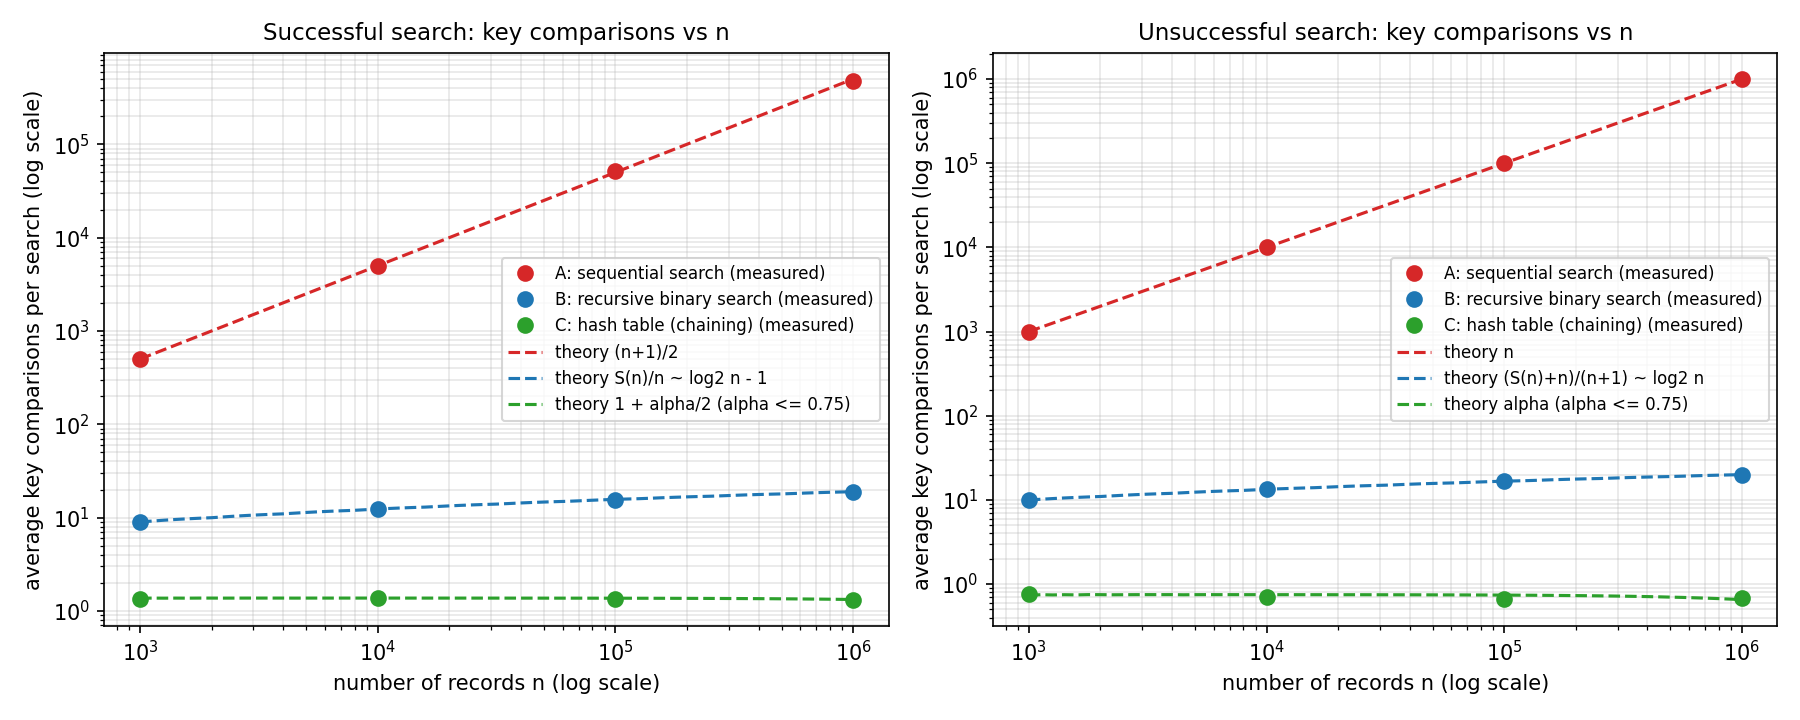 Successful search: key comparisons vs n
average key comparisons per search (log scale)
10^5
10^4
10^3
10^2
10^1
10^0
A: sequential search (measured)
B: recursive binary search (measured)
C: hash table (chaining) (measured)
theory (n+1)/2
theory S(n)/n ~ log2 n - 1
theory 1 + alpha/2 (alpha <= 0.75)
10^3 10^4 10^5 10^6
number of records n (log scale)
Unsuccessful search: key comparisons vs n
average key comparisons per search (log scale)
10^6
10^5
10^4
10^3
10^2
10^1
10^0
A: sequential search (measured)
B: recursive binary search (measured)
C: hash table (chaining) (measured)
theory n
theory (S(n)+n)/(n+1) ~ log2 n
theory alpha (alpha <= 0.75)
10^3 10^4 10^5 10^6
number of records n (log scale)